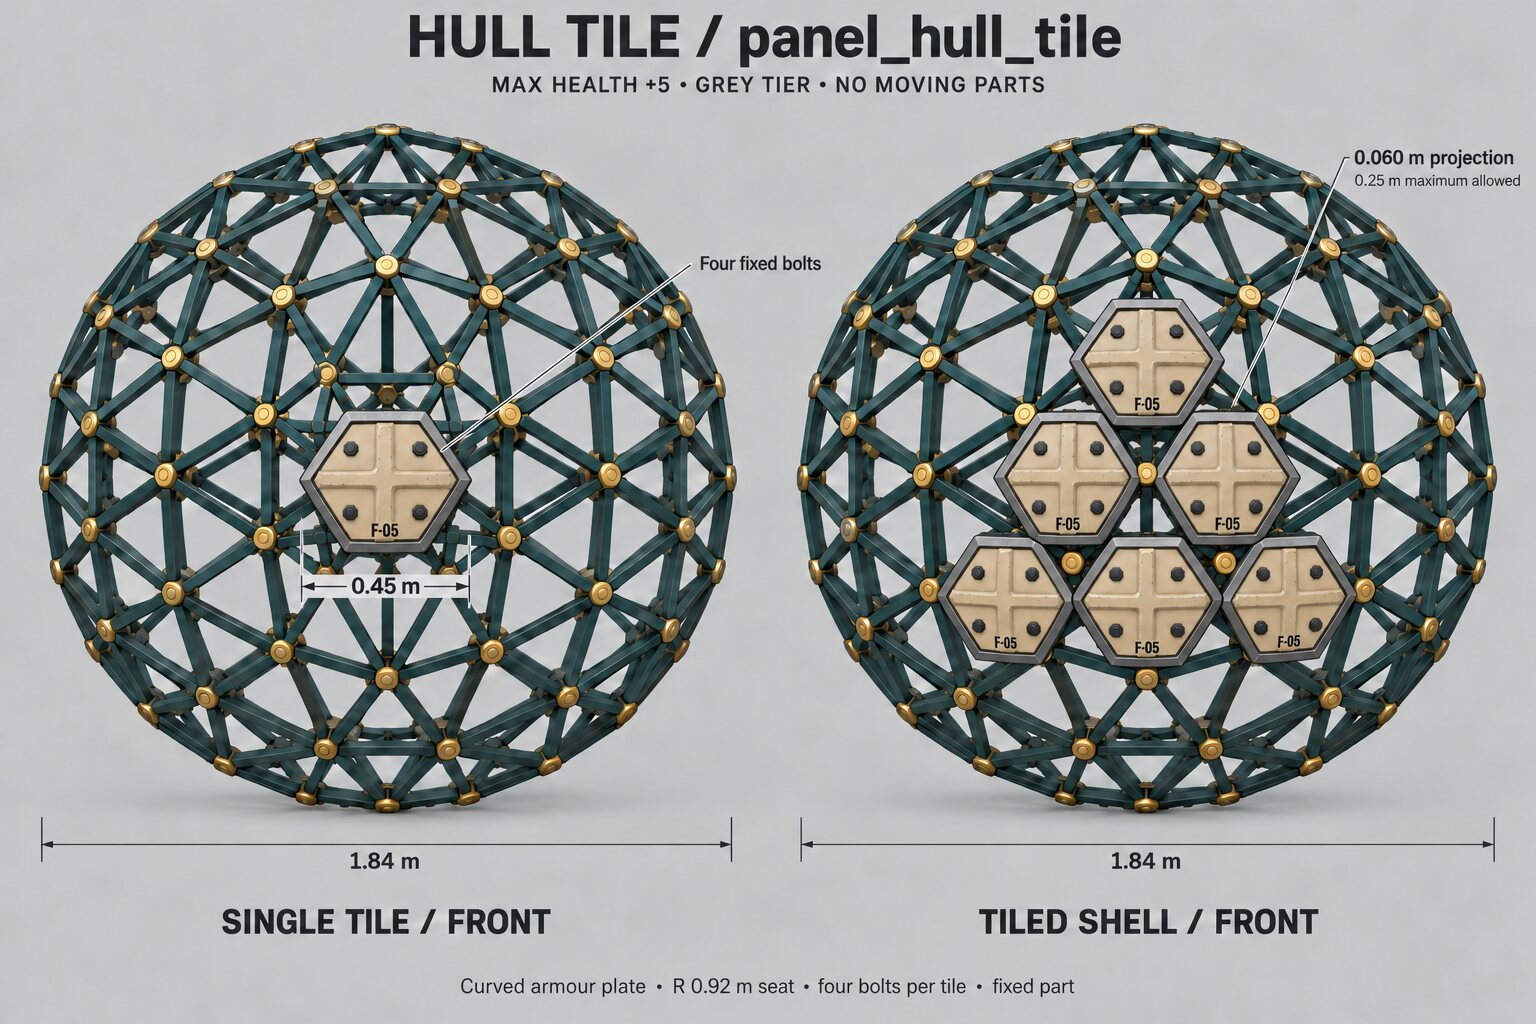 HULL TILE / panel_hull_tile
MAX HEALTH +5 • GREY TIER • NO MOVING PARTS
0.060 m projection
0.25 m maximum allowed
Four fixed bolts
F-05
0.45 m
F-05
F-05
F-05
F-05
F-05
F-05
1.84 m
1.84 m
SINGLE TILE / FRONT
TILED SHELL / FRONT
Curved armour plate • R 0.92 m seat • four bolts per tile • fixed part